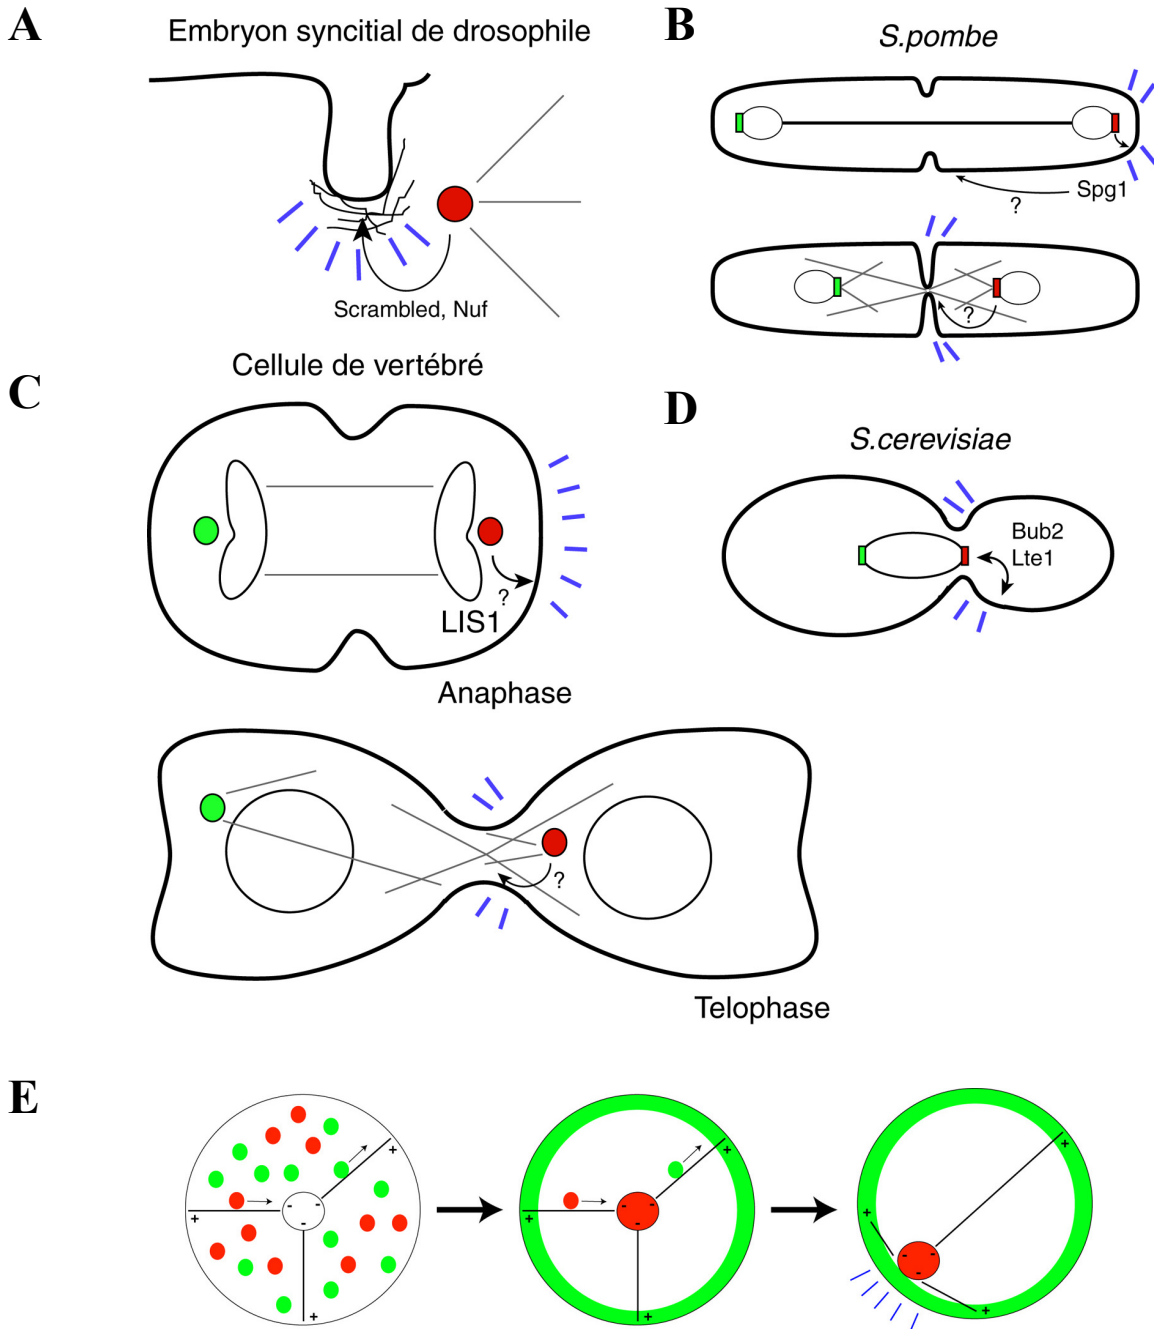 A
Embryon syncitial de drosophile
Scrambled, Nuf
B
S.pombe
Spg1
?
?
C
Cellule de vertébré
?
LIS1
Anaphase
?
Telophase
D
S.cerevisiae
Bub2
Lte1
E
+
-
-
-
+
+
+
-
-
-
+
+
+
-
-
-
+
+